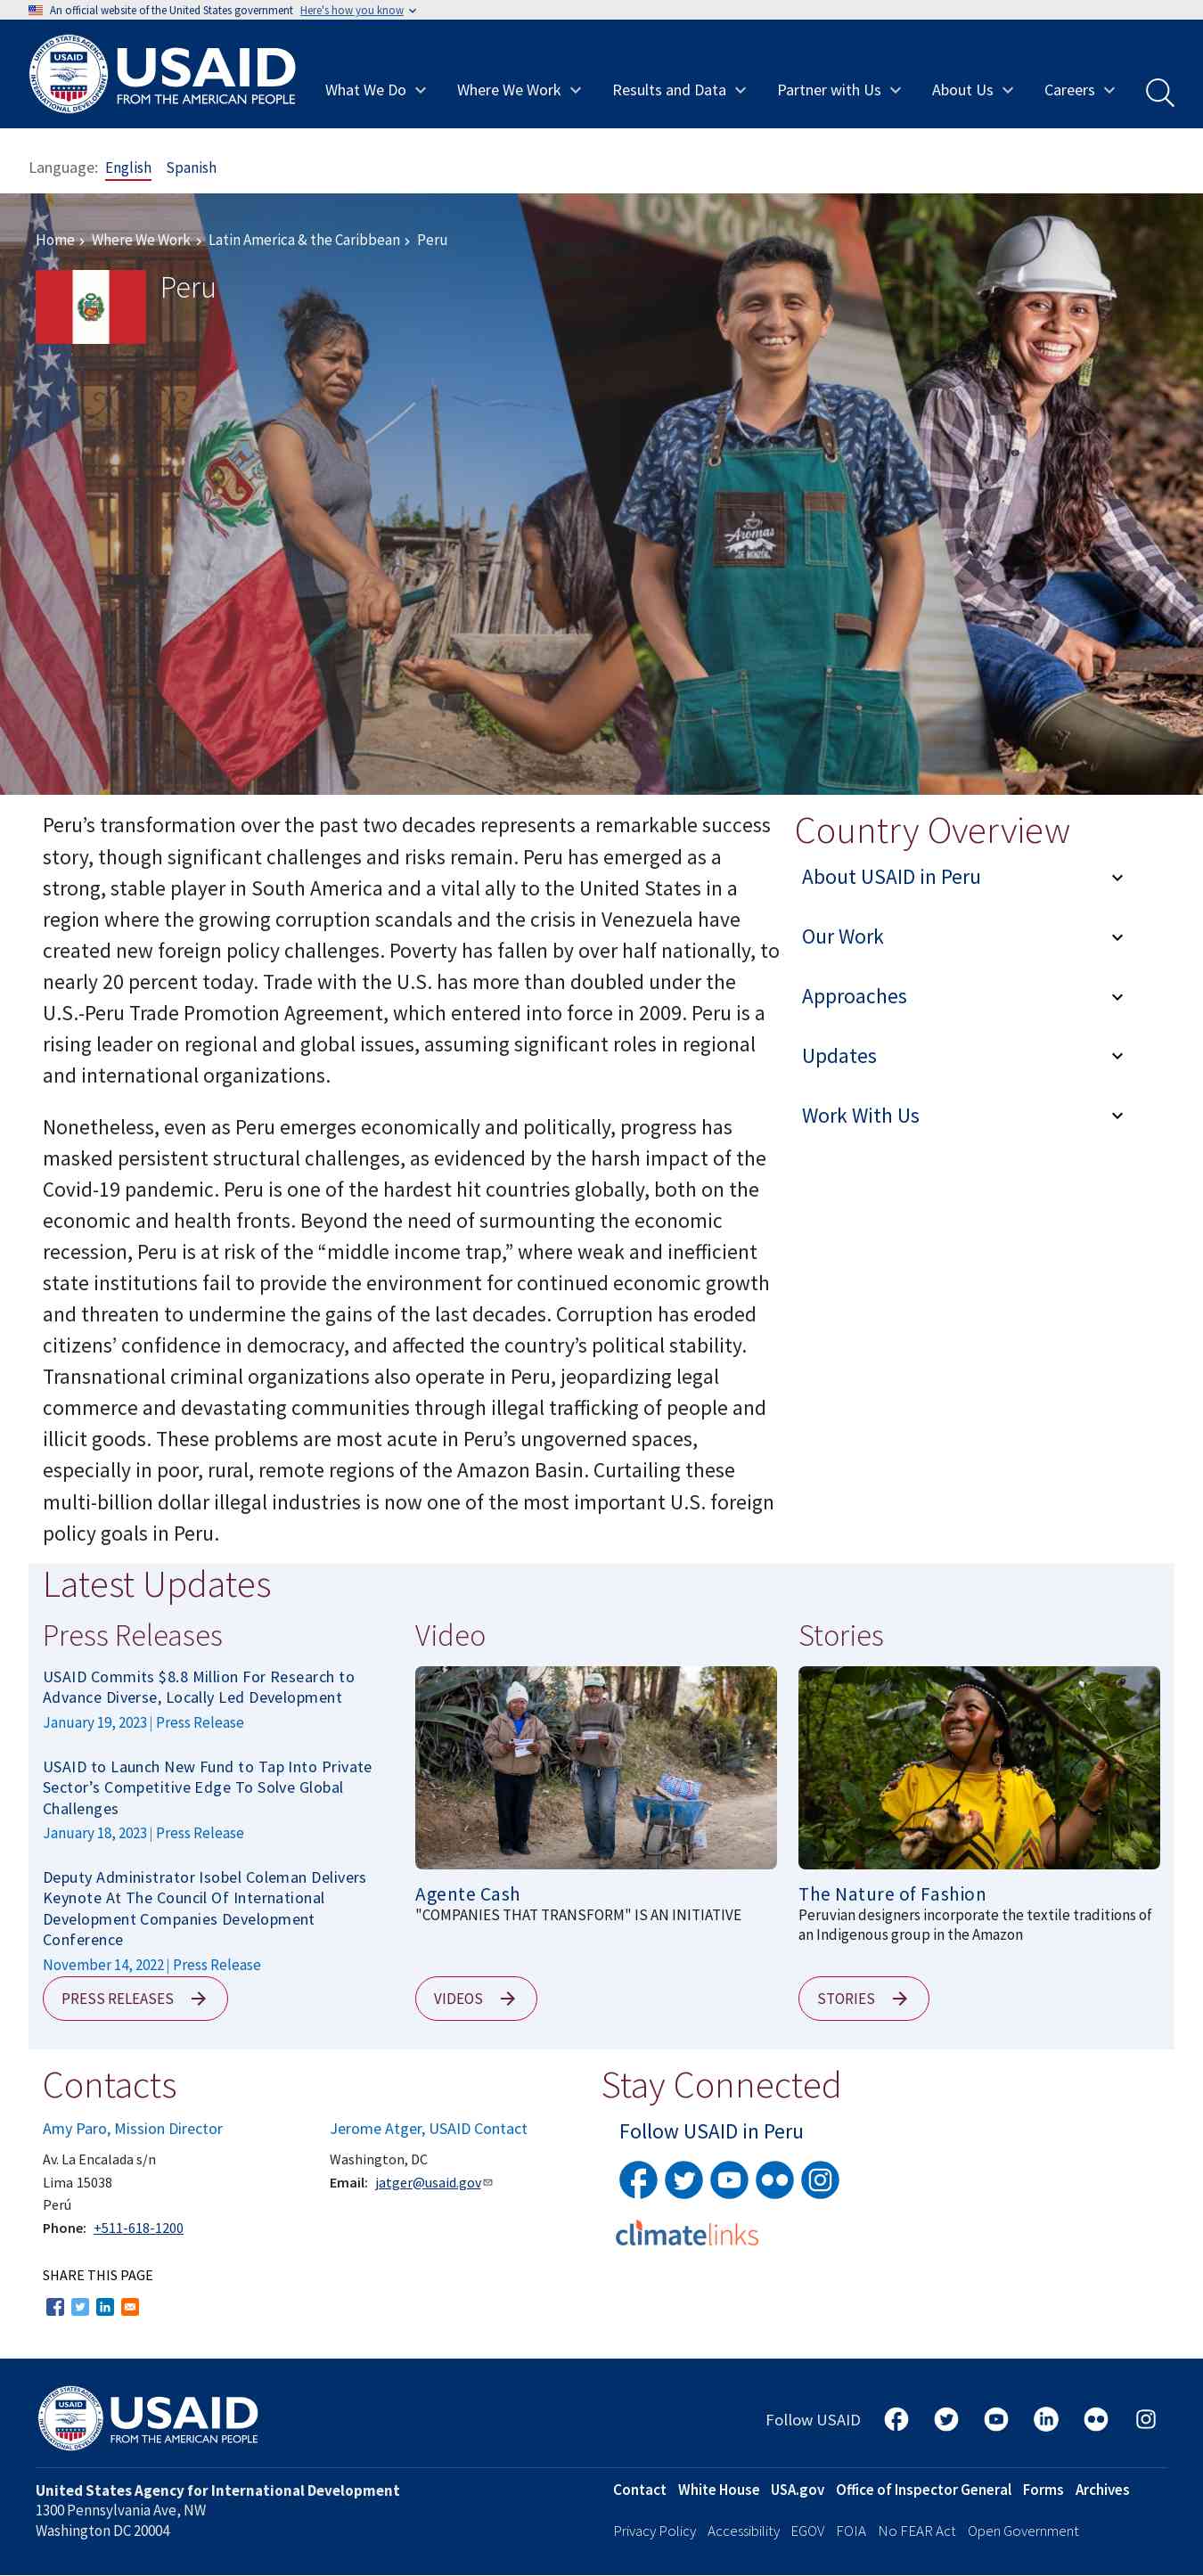 An official website of the United States government Here's how you know
USAID
USAID
FROM THE AMERICAN PEOPLE
What We Do
Where We Work
Results and Data
Partner with Us
About Us
Careers
Language: English Spanish
Home › Where We Work › Latin America & the Caribbean › Peru
Peru
Aromas
DE MONZÓN
Peru’s transformation over the past two decades represents a remarkable success
story, though significant challenges and risks remain. Peru has emerged as a
strong, stable player in South America and a vital ally to the United States in a
region where the growing corruption scandals and the crisis in Venezuela have
created new foreign policy challenges. Poverty has fallen by over half nationally, to
nearly 20 percent today. Trade with the U.S. has more than doubled under the
U.S.-Peru Trade Promotion Agreement, which entered into force in 2009. Peru is a
rising leader on regional and global issues, assuming significant roles in regional
and international organizations.
Nonetheless, even as Peru emerges economically and politically, progress has
masked persistent structural challenges, as evidenced by the harsh impact of the
Covid-19 pandemic. Peru is one of the hardest hit countries globally, both on the
economic and health fronts. Beyond the need of surmounting the economic
recession, Peru is at risk of the “middle income trap,” where weak and inefficient
state institutions fail to provide the environment for continued economic growth
and threaten to undermine the gains of the last decades. Corruption has eroded
citizens’ confidence in democracy, and affected the country’s political stability.
Transnational criminal organizations also operate in Peru, jeopardizing legal
commerce and devastating communities through illegal trafficking of people and
illicit goods. These problems are most acute in Peru’s ungoverned spaces,
especially in poor, rural, remote regions of the Amazon Basin. Curtailing these
multi-billion dollar illegal industries is now one of the most important U.S. foreign
policy goals in Peru.
Country Overview
About USAID in Peru
Our Work
Approaches
Updates
Work With Us
Latest Updates
Press Releases
USAID Commits $8.8 Million For Research to
Advance Diverse, Locally Led Development
January 19, 2023 | Press Release
USAID to Launch New Fund to Tap Into Private
Sector’s Competitive Edge To Solve Global
Challenges
January 18, 2023 | Press Release
Deputy Administrator Isobel Coleman Delivers
Keynote At The Council Of International
Development Companies Development
Conference
November 14, 2022 | Press Release
PRESS RELEASES
Video
Agente Cash
"COMPANIES THAT TRANSFORM" IS AN INITIATIVE
VIDEOS
Stories
The Nature of Fashion
Peruvian designers incorporate the textile traditions of
an Indigenous group in the Amazon
STORIES
Contacts
Amy Paro, Mission Director
Av. La Encalada s/n
Lima 15038
Perú
Phone: +511-618-1200
Jerome Atger, USAID Contact
Washington, DC
Email: jatger@usaid.gov
SHARE THIS PAGE
Stay Connected
Follow USAID in Peru
climatelinks
USAID
USAID
FROM THE AMERICAN PEOPLE
Follow USAID
United States Agency for International Development
1300 Pennsylvania Ave, NW
Washington DC 20004
Contact White House USA.gov Office of Inspector General Forms Archives
Privacy Policy Accessibility EGOV FOIA No FEAR Act Open Government